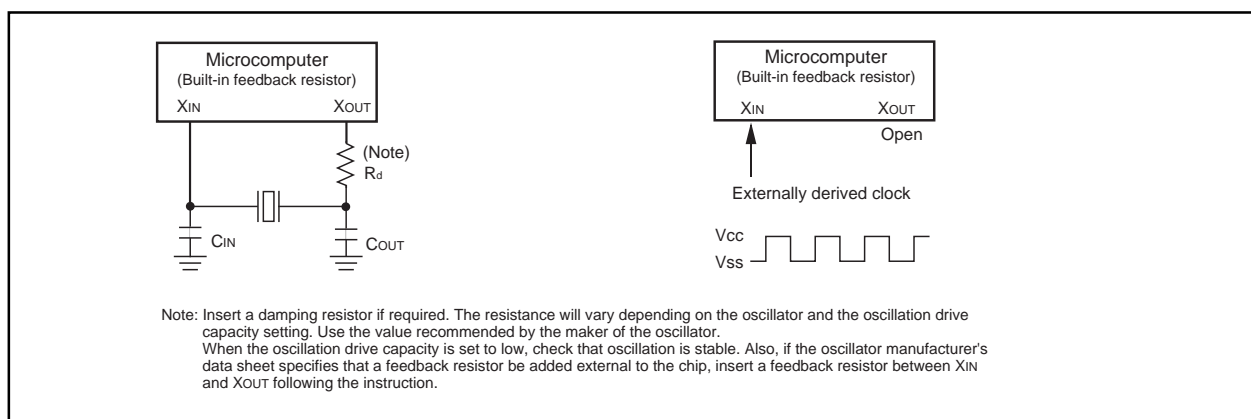 Microcomputer
(Built-in feedback resistor)
XIN XOUT
(Note)
Rd
CIN
COUT
Microcomputer
(Built-in feedback resistor)
XIN XOUT
Open
Externally derived clock
Vcc
Vss
Note: Insert a damping resistor if required. The resistance will vary depending on the oscillator and the oscillation drive
capacity setting. Use the value recommended by the maker of the oscillator.
When the oscillation drive capacity is set to low, check that oscillation is stable. Also, if the oscillator manufacturer's
data sheet specifies that a feedback resistor be added external to the chip, insert a feedback resistor between XIN
and XOUT following the instruction.